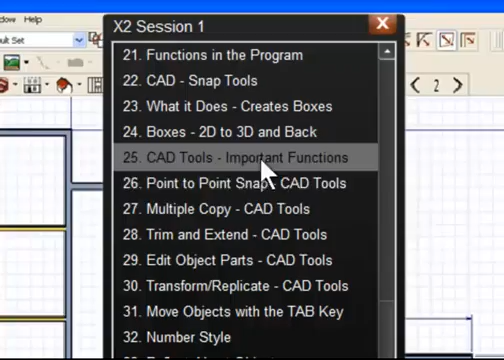 ndow Help
X2 Session 1
ult Set
21. Functions in the Program
22. CAD - Snap Tools
< 2 >
23. What it Does - Creates Boxes
24. Boxes - 2D to 3D and Back
25. CAD Tools - Important Functions
26. Point to Point Snap - CAD Tools
27. Multiple Copy - CAD Tools
28. Trim and Extend - CAD Tools
29. Edit Object Parts - CAD Tools
30. Transform/Replicate - CAD Tools
31. Move Objects with the TAB Key
32. Number Style